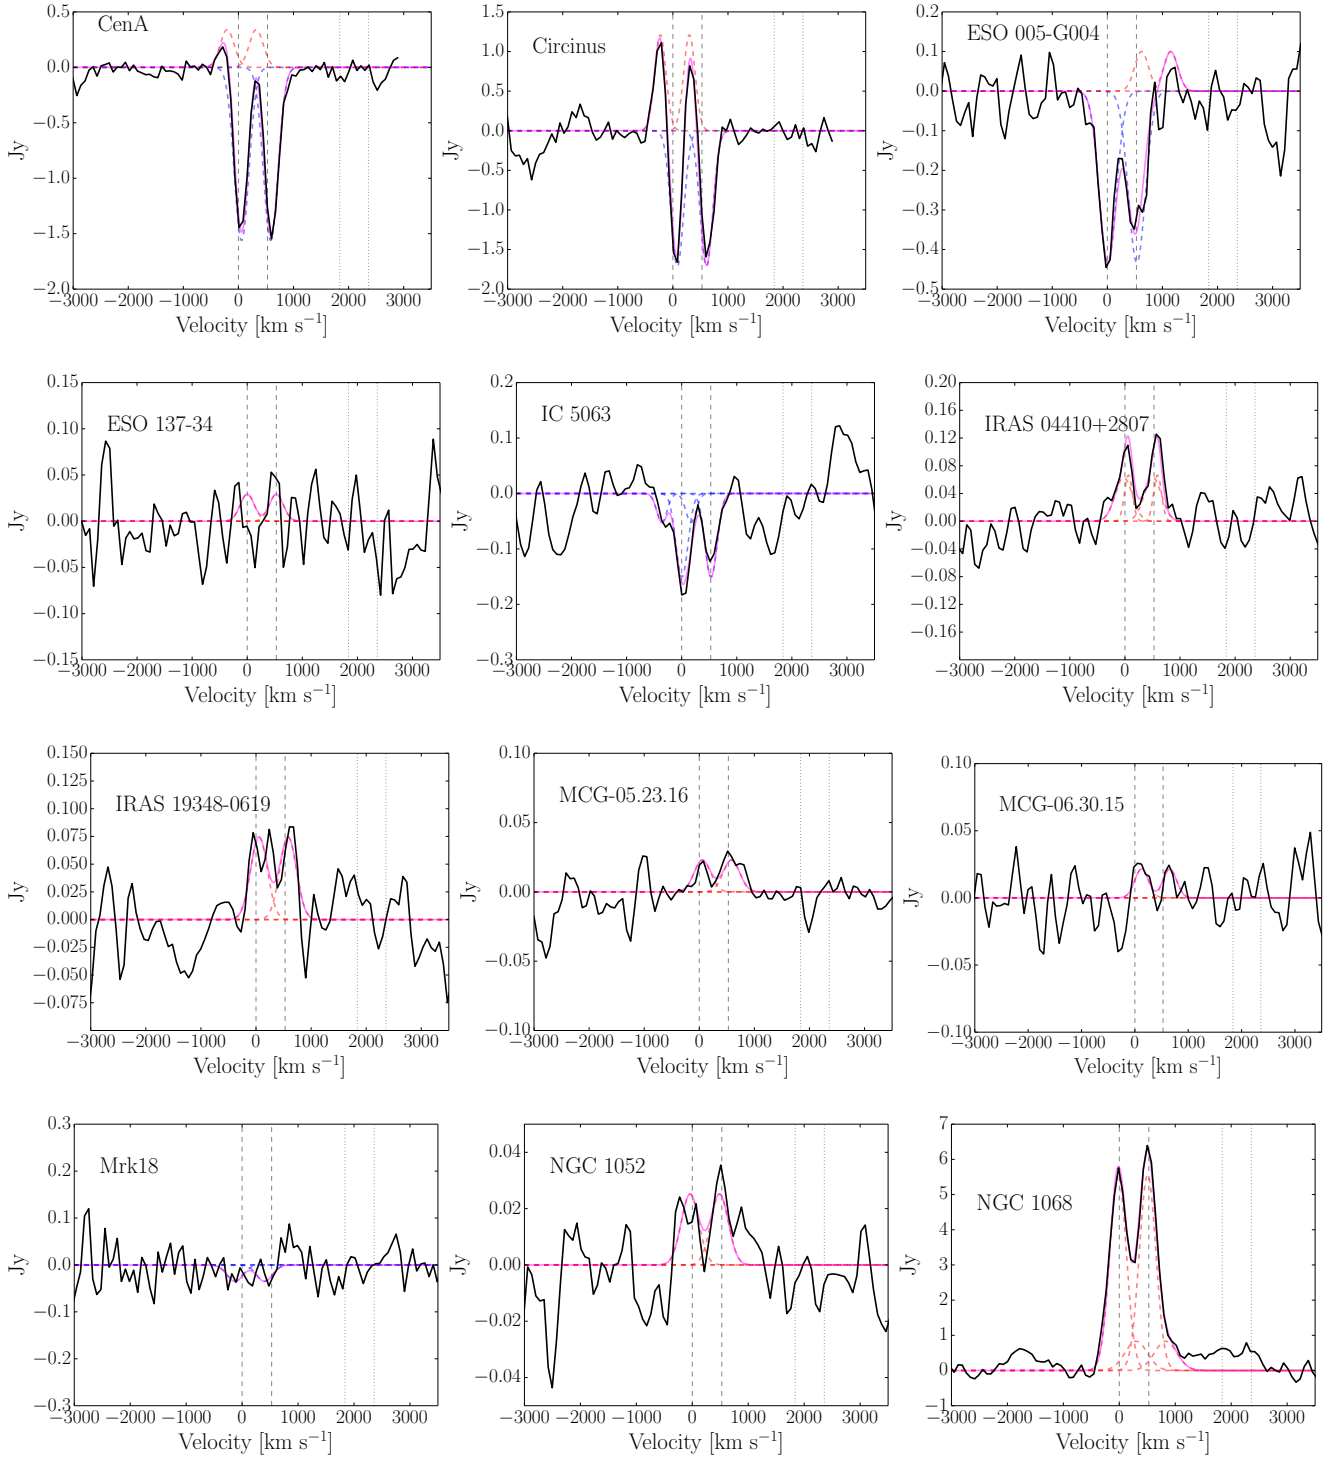 CenA
0.5
0.0
−0.5
−1.0
−1.5
−2.0
Jy
−3000 −2000 −1000 0 1000 2000 3000
Velocity [km s−1]
Circinus
1.5
1.0
0.5
0.0
−0.5
−1.0
−1.5
−2.0
Jy
−3000 −2000 −1000 0 1000 2000 3000
Velocity [km s−1]
ESO 005-G004
0.2
0.1
0.0
−0.1
−0.2
−0.3
−0.4
−0.5
Jy
−3000 −2000 −1000 0 1000 2000 3000
Velocity [km s−1]
ESO 137-34
0.15
0.10
0.05
0.00
−0.05
−0.10
−0.15
Jy
−3000 −2000 −1000 0 1000 2000 3000
Velocity [km s−1]
IC 5063
0.2
0.1
0.0
−0.1
−0.2
−0.3
Jy
−3000 −2000 −1000 0 1000 2000 3000
Velocity [km s−1]
IRAS 04410+2807
0.20
0.16
0.12
0.08
0.04
0.00
−0.04
−0.08
−0.12
−0.16
Jy
−3000 −2000 −1000 0 1000 2000 3000
Velocity [km s−1]
IRAS 19348-0619
0.150
0.125
0.100
0.075
0.050
0.025
0.000
−0.025
−0.050
−0.075
Jy
−3000 −2000 −1000 0 1000 2000 3000
Velocity [km s−1]
MCG-05.23.16
0.10
0.05
0.00
−0.05
−0.10
Jy
−3000 −2000 −1000 0 1000 2000 3000
Velocity [km s−1]
MCG-06.30.15
0.10
0.05
0.00
−0.05
−0.10
Jy
−3000 −2000 −1000 0 1000 2000 3000
Velocity [km s−1]
Mrk18
0.3
0.2
0.1
0.0
−0.1
−0.2
−0.3
Jy
−3000 −2000 −1000 0 1000 2000 3000
Velocity [km s−1]
NGC 1052
0.04
0.02
0.00
−0.02
−0.04
Jy
−3000 −2000 −1000 0 1000 2000 3000
Velocity [km s−1]
NGC 1068
7
6
5
4
3
2
1
0
−1
Jy
−3000 −2000 −1000 0 1000 2000 3000
Velocity [km s−1]